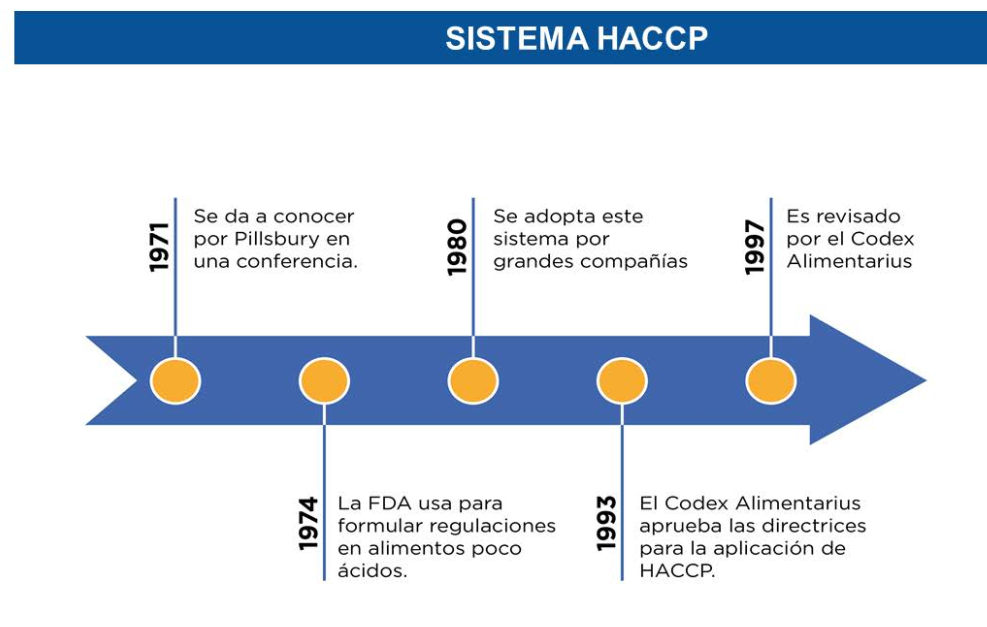 SISTEMA HACCP
1971
Se da a conocer
por Pillsbury en
una conferencia.
1974
La FDA usa para
formular regulaciones
en alimentos poco
ácidos.
1980
Se adopta este
sistema por
grandes compañías
1993
El Codex Alimentarius
aprueba las directrices
para la aplicación de
HACCP.
1997
Es revisado
por el Codex
Alimentarius